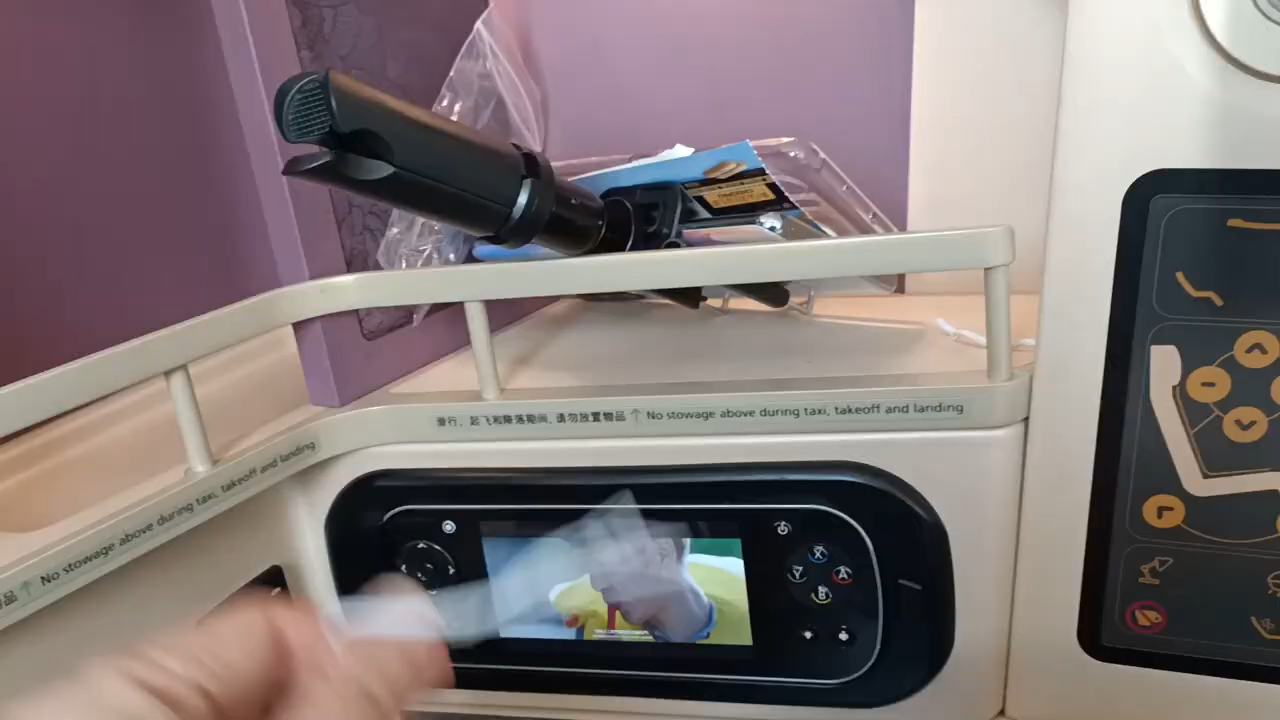 滑行、起飞和降落期间，请勿放置物品 ↑ No stowage above during taxi, takeoff and landing
品 ↑ No stowage above during taxi, takeoff and landing
X
Y A
B